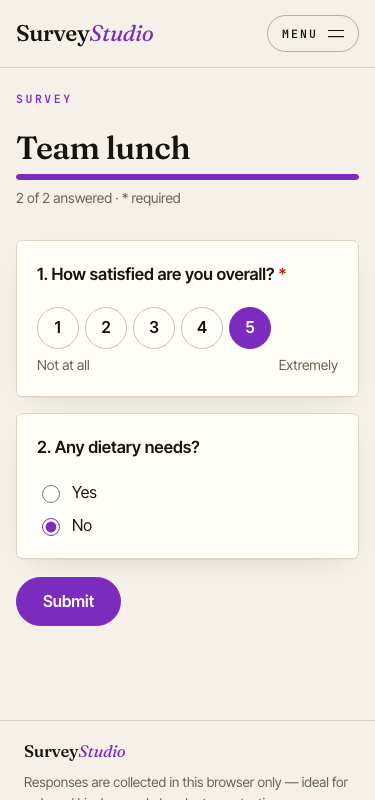 SurveyStudio
MENU
SURVEY
Team lunch
2 of 2 answered · * required
1. How satisfied are you overall? *
1 2 3 4 5
Not at all Extremely
2. Any dietary needs?
Yes
No
Submit
SurveyStudio
Responses are collected in this browser only — ideal for